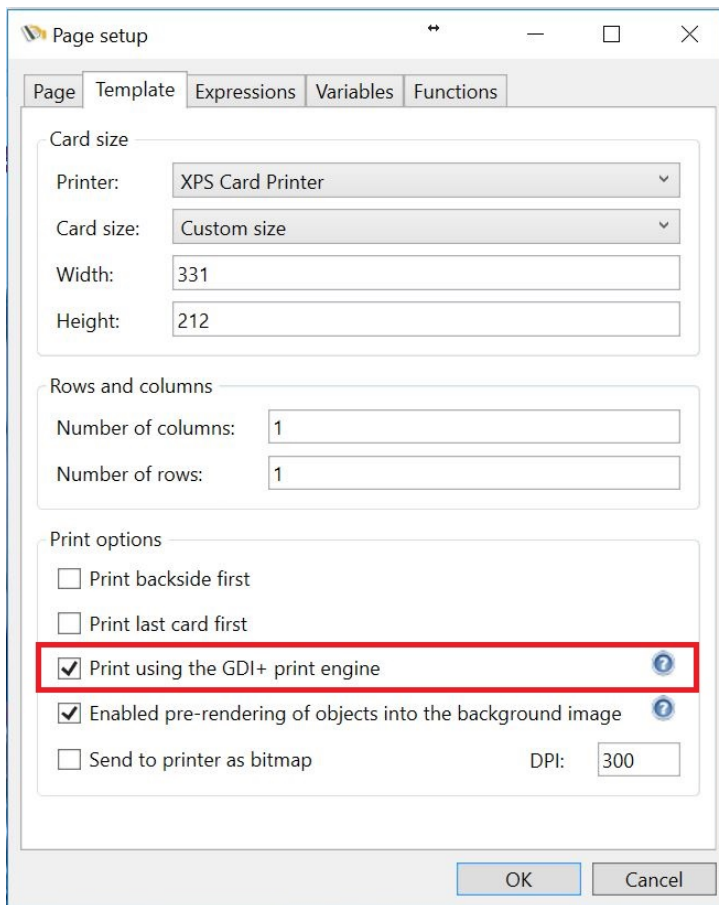 Page setup
Page Template Expressions Variables Functions
Card size
Printer: XPS Card Printer
Card size: Custom size
Width: 331
Height: 212
Rows and columns
Number of columns: 1
Number of rows: 1
Print options
Print backside first
Print last card first
Print using the GDI+ print engine
Enabled pre-rendering of objects into the background image
Send to printer as bitmap DPI: 300
OK Cancel